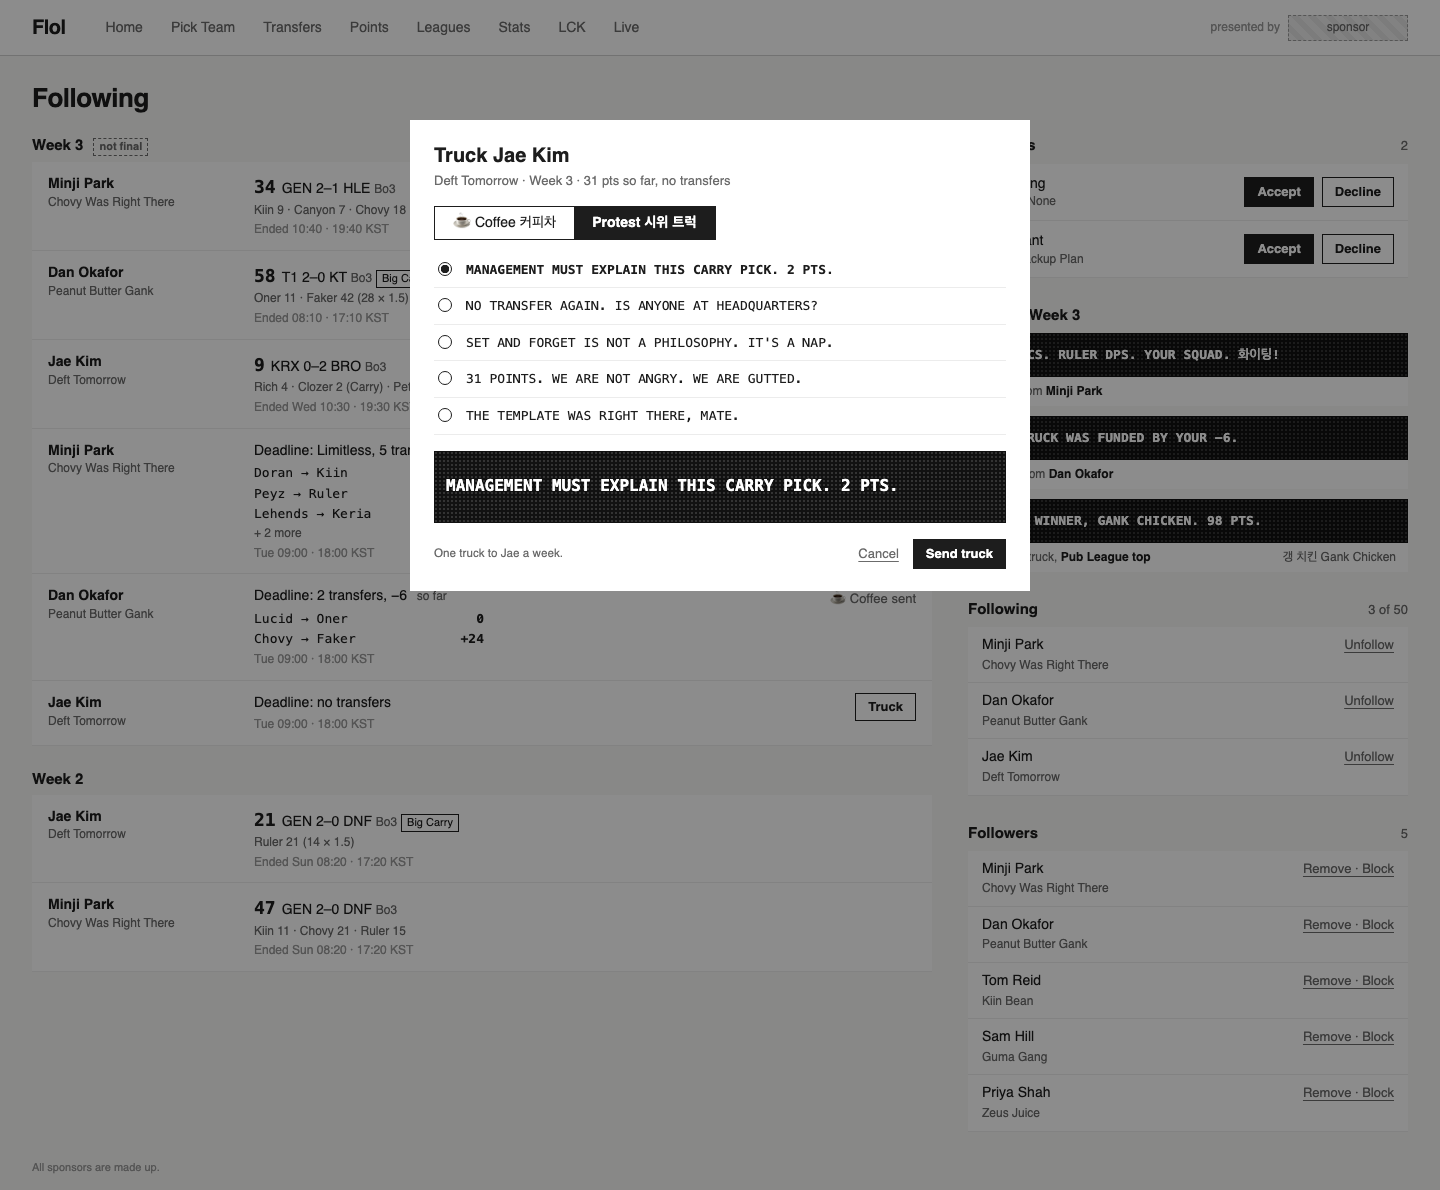 Flol
Home
Pick Team
Transfers
Points
Leagues
Stats
LCK
Live
presented by
sponsor
Following
Week 3
not final
Minji Park
Chovy Was Right There
34 GEN 2–1 HLE Bo3
Kiin 9 · Canyon 7 · Chovy 18
Ended 10:40 · 19:40 KST
Dan Okafor
Peanut Butter Gank
58 T1 2–0 KT Bo3
Oner 11 · Faker 42 (28 × 1.5)
Ended 08:10 · 17:10 KST
Jae Kim
Deft Tomorrow
9 KRX 0–2 BRO Bo3
Rich 4 · Clozer 2 (Carry) ·
Ended Wed 10:30 · 19:30
Minji Park
Chovy Was Right There
Deadline: Limitless, 5
Doran → Kiin
Peyz → Ruler
Lehends → Keria
+ 2 more
Tue 09:00 · 18:00 KST
Dan Okafor
Peanut Butter Gank
Deadline: 2 transfers, −6 so far
Lucid → Oner 0
Chovy → Faker +24
Tue 09:00 · 18:00 KST
☕ Coffee sent
Jae Kim
Deft Tomorrow
Deadline: no transfers
Tue 09:00 · 18:00 KST
Truck
Week 2
Jae Kim
Deft Tomorrow
21 GEN 2–0 DNF Bo3 Big Carry
Ruler 21 (14 × 1.5)
Ended Sun 08:20 · 17:20 KST
Minji Park
Chovy Was Right There
47 GEN 2–0 DNF Bo3
Kiin 11 · Chovy 21 · Ruler 15
Ended Sun 08:20 · 17:20 KST
Truck Jae Kim
Deft Tomorrow · Week 3 · 31 pts so far, no transfers
☕ Coffee 커피차
Protest 시위 트럭
MANAGEMENT MUST EXPLAIN THIS CARRY PICK. 2 PTS.
NO TRANSFER AGAIN. IS ANYONE AT HEADQUARTERS?
SET AND FORGET IS NOT A PHILOSOPHY. IT'S A NAP.
31 POINTS. WE ARE NOT ANGRY. WE ARE GUTTED.
THE TEMPLATE WAS RIGHT THERE, MATE.
MANAGEMENT MUST EXPLAIN THIS CARRY PICK. 2 PTS.
One truck to Jae a week.
Cancel
Send truck
2
None
Accept
Decline
Backup Plan
Accept
Decline
Week 3
RULER DPS. YOUR SQUAD. 화이팅!
Minji Park
WAS FUNDED BY YOUR −6.
Dan Okafor
WINNER, GANK CHICKEN. 98 PTS.
truck, Pub League top
갱 치킨 Gank Chicken
Following
3 of 50
Minji Park
Chovy Was Right There
Unfollow
Dan Okafor
Peanut Butter Gank
Unfollow
Jae Kim
Deft Tomorrow
Unfollow
Followers
5
Minji Park
Chovy Was Right There
Remove · Block
Dan Okafor
Peanut Butter Gank
Remove · Block
Tom Reid
Kiin Bean
Remove · Block
Sam Hill
Guma Gang
Remove · Block
Priya Shah
Zeus Juice
Remove · Block
All sponsors are made up.